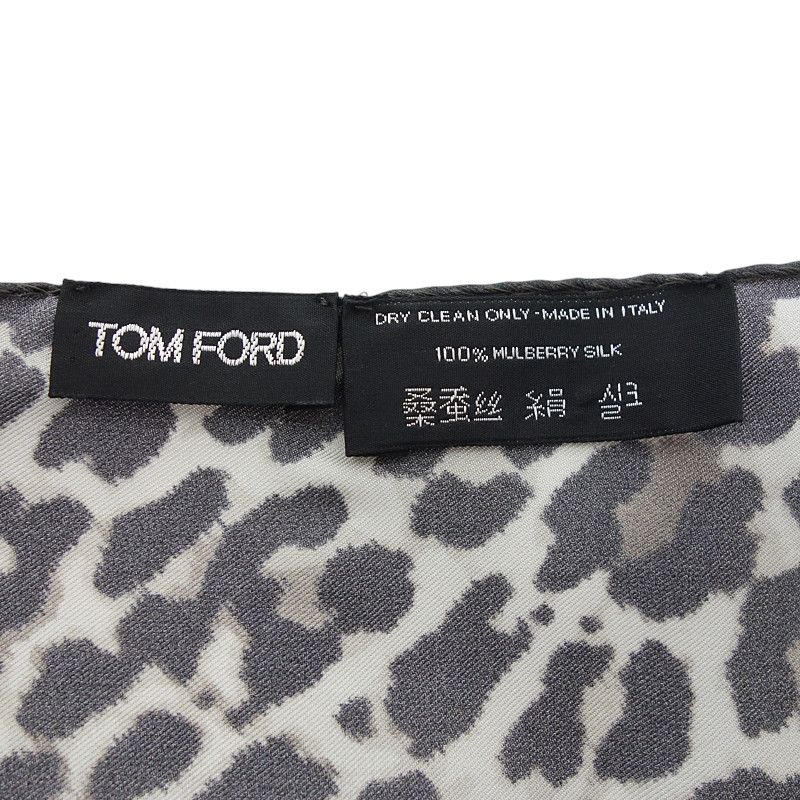 TOM FORD
DRY CLEAN ONLY - MADE IN ITALY
100% MULBERRY SILK
桑蚕丝 絹 실크